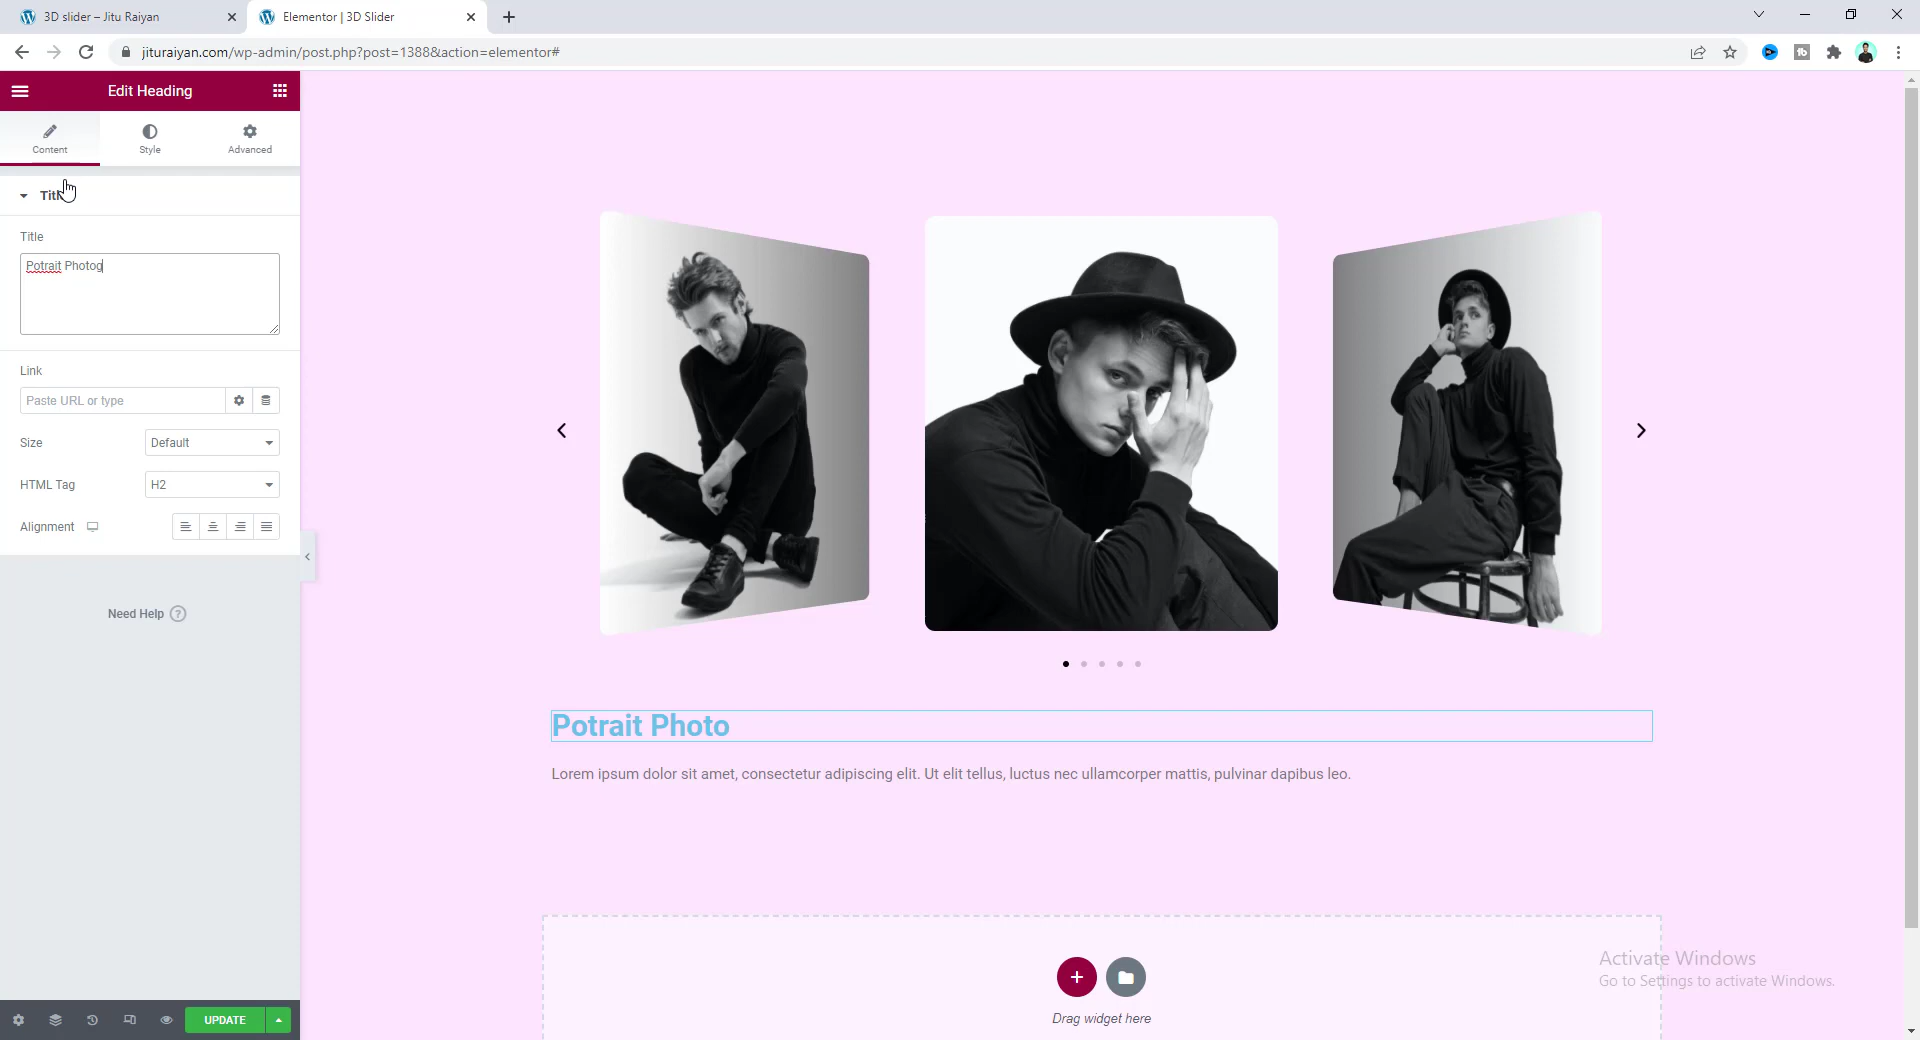 3D slider – Jitu Raiyan
Elementor | 3D Slider
jituraiyan.com/wp-admin/post.php?post=1388&action=elementor#
Edit Heading
Content
Style
Advanced
Title
Potrait Photog
Link
Paste URL or type
Size
Default
HTML Tag
H2
Alignment
Need Help ?
UPDATE
Potrait Photo
Lorem ipsum dolor sit amet, consectetur adipiscing elit. Ut elit tellus, luctus nec ullamcorper mattis, pulvinar dapibus leo.
Drag widget here
Activate Windows
Go to Settings to activate Windows.